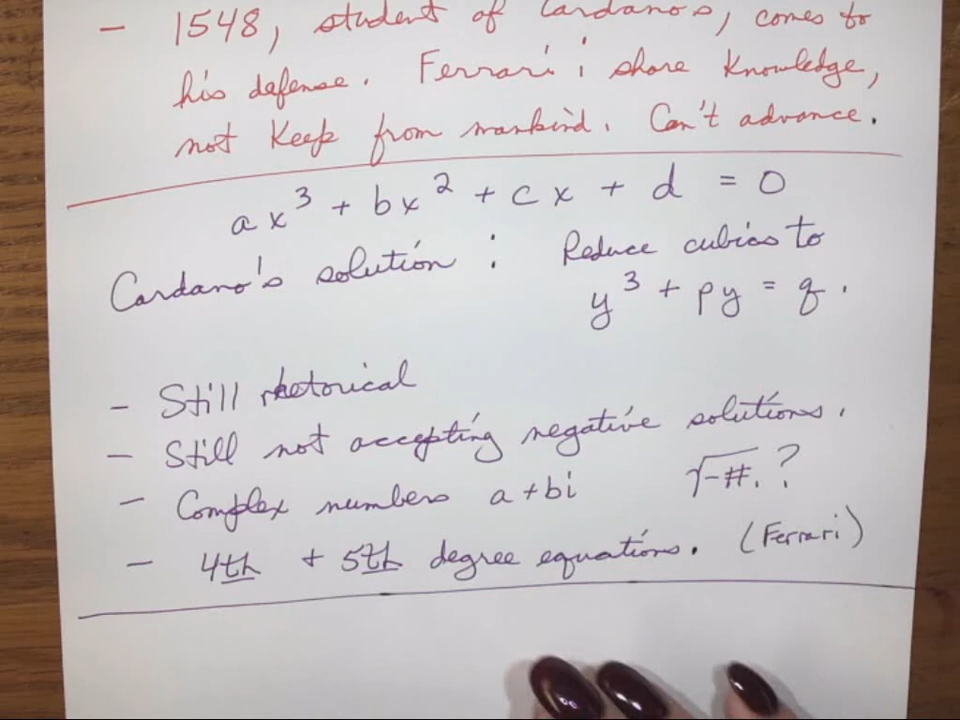 - 1548, student of Cardano's, comes to
his defense. Ferrari; share knowledge,
not keep from mankind. Can't advance.
ax³ + bx² + cx + d = 0
Cardano's solution : Reduce cubics to
y³ + py = q.
- Still rhetorical
- Still not accepting negative solutions.
- Complex numbers a+bi √-#. ?
- 4th + 5th degree equations. (Ferrari)